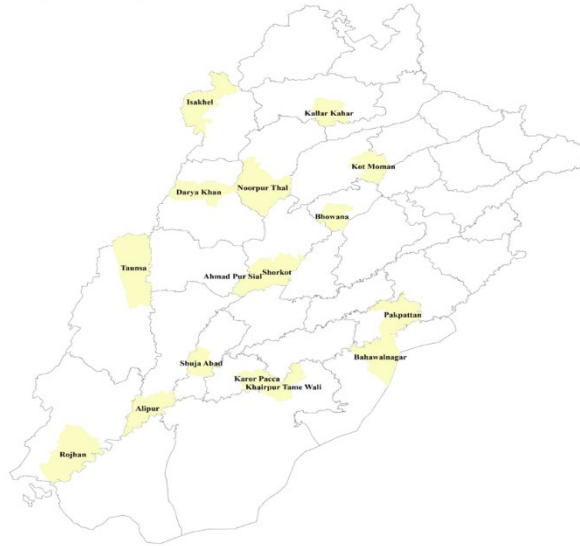 Isakhel
Kallar Kahar
Kot Moman
Darya Khan
Noorpur Thal
Bhowana
Taunsa
Ahmad Pur Sial
Shorkot
Pakpattan
Bahawalnagar
Shuja Abad
Karor Pacca
Khairpur Tame Wali
Alipur
Rojhan